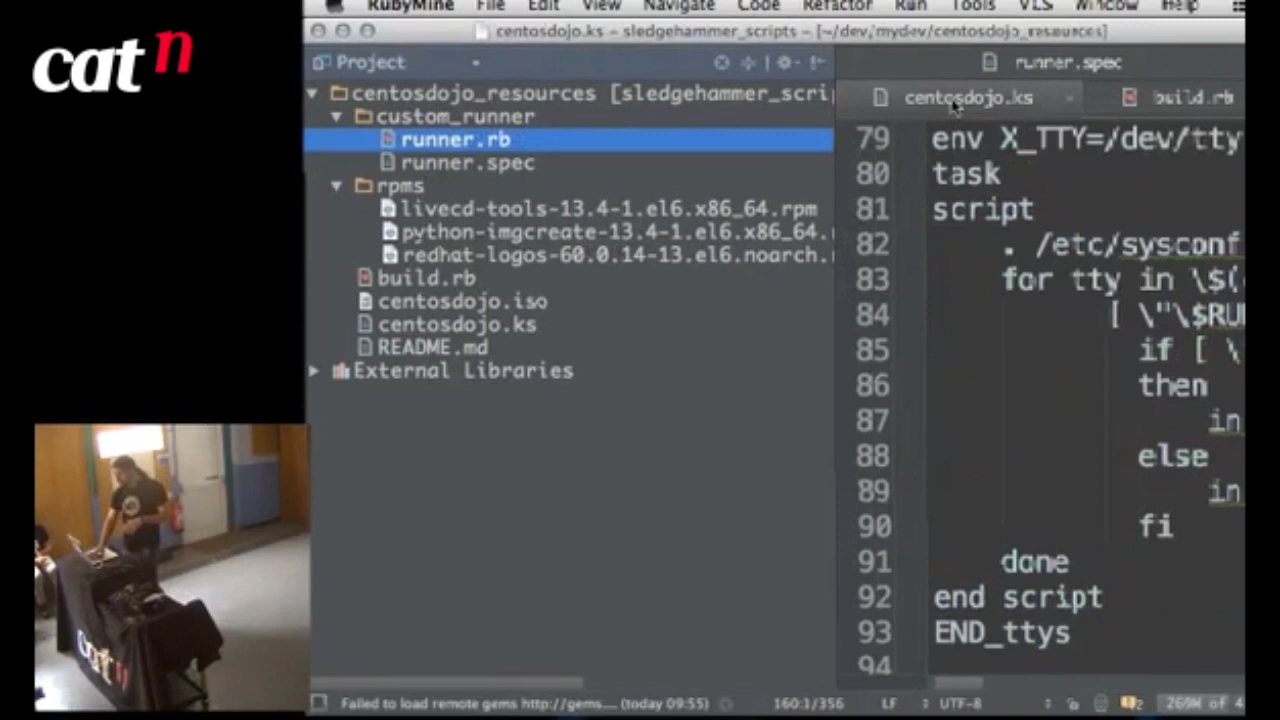 cat n
RubyMine File Edit View Navigate Code Refactor Run Tools VCS Window Help
centosdojo.ks – sledgehammer_scripts – [~/dev/mydev/centosdojo_resources]
Project
runner.spec
centosdojo.ks
build.rb
centosdojo_resources [sledgehammer_scri
custom_runner
runner.rb
runner.spec
rpms
livecd-tools-13.4-1.el6.x86_64.rpm
python-imgcreate-13.4-1.el6.x86_64.
redhat-logos-60.0.14-13.el6.noarch.
build.rb
centosdojo.iso
centosdojo.ks
README.md
External Libraries
79 env X_TTY=/dev/tty
80 task
81 script
82 . /etc/sysconf
83 for tty in \$(
84 [ \"\$RU
85 if [ \
86 then
87 in
88 else
89 in
90 fi
91 done
92 end script
93 END_ttys
94
Failed to load remote gems http://gems... (today 09:55) 160:1/356 LF UTF-8 269M of 4
cat n